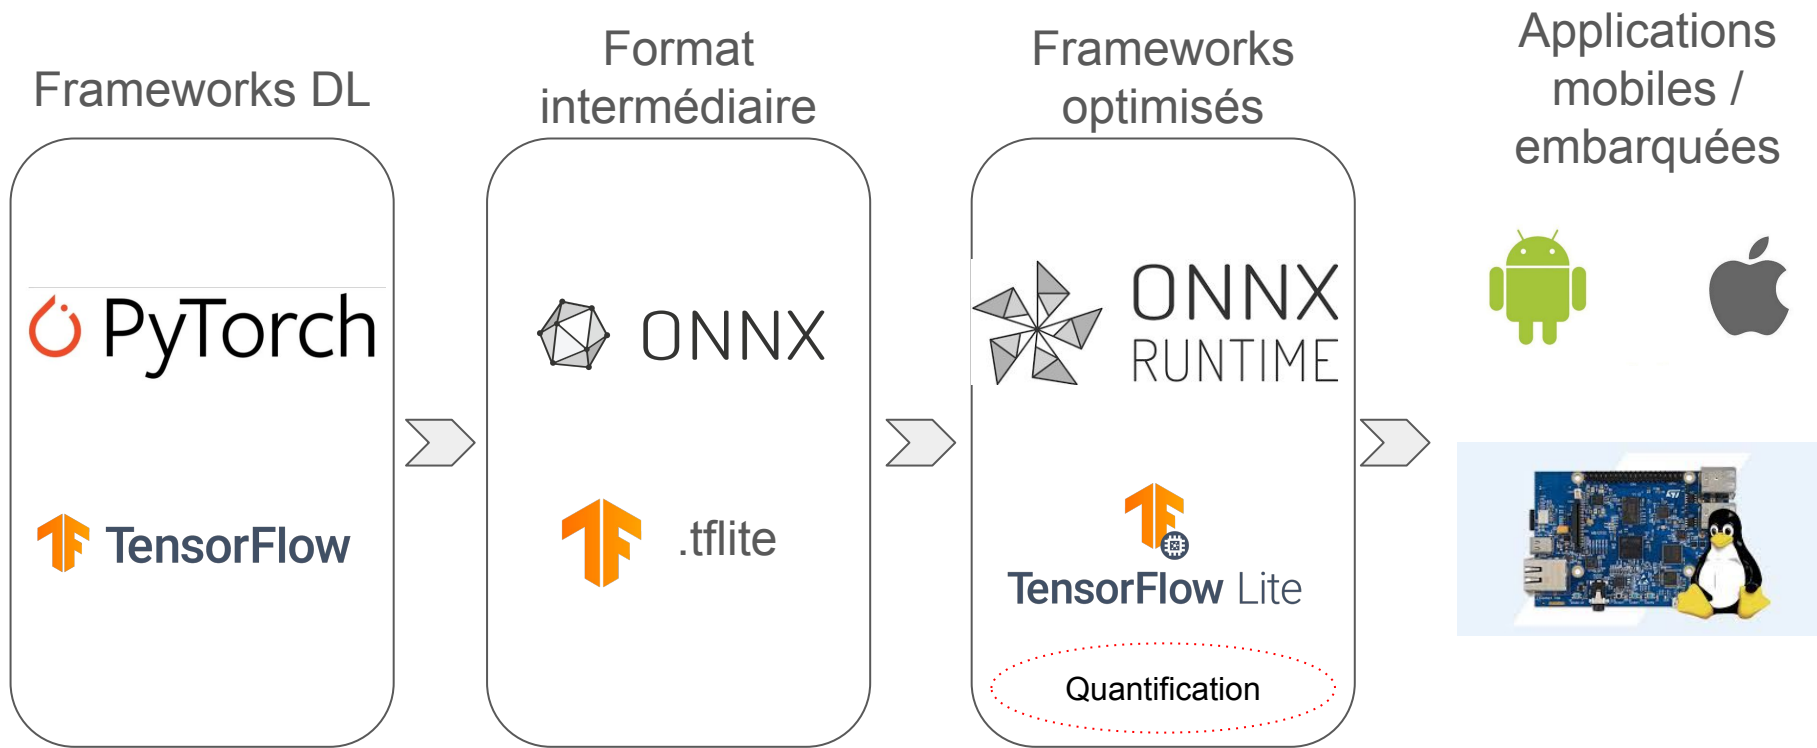 Frameworks DL
Format
intermédiaire
Frameworks
optimisés
Applications
mobiles /
embarquées
PyTorch
TensorFlow
ONNX
.tflite
ONNX
RUNTIME
TensorFlow Lite
Quantification